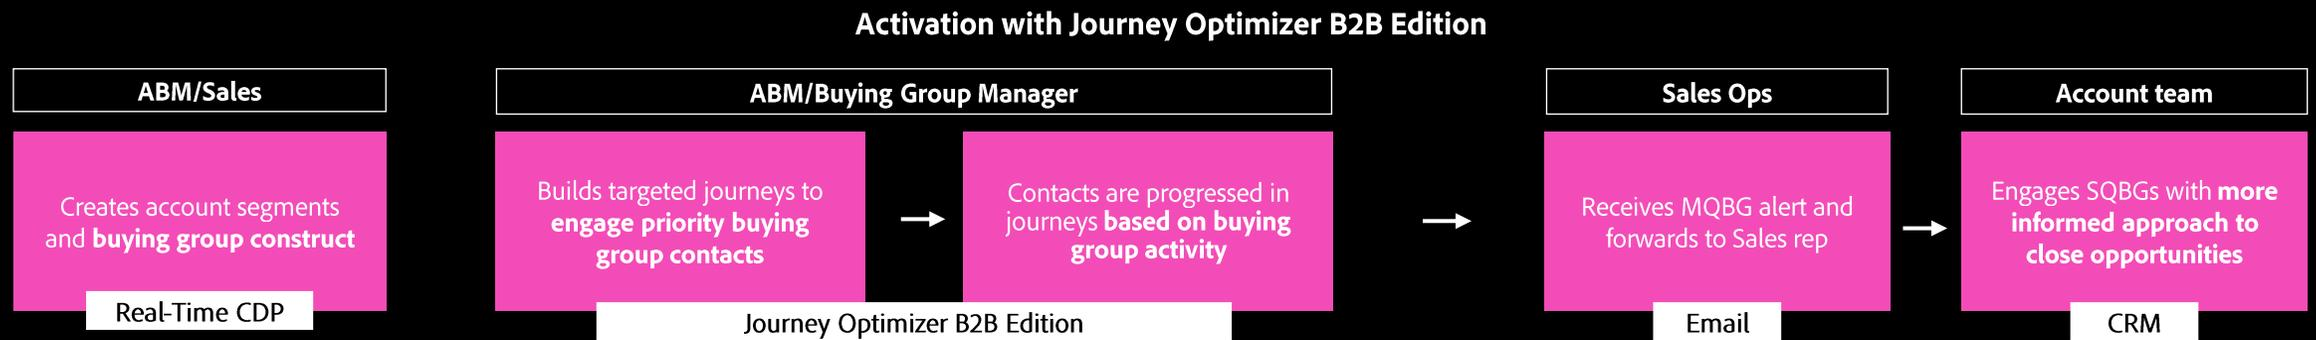 Activation with Journey Optimizer B2B Edition
ABM/Sales
Creates account segments
and buying group construct
Real-Time CDP
ABM/Buying Group Manager
Builds targeted journeys to
engage priority buying
group contacts
Contacts are progressed in
journeys based on buying
group activity
Journey Optimizer B2B Edition
Sales Ops
Receives MQBG alert and
forwards to Sales rep
Email
Account team
Engages SQBGs with more
informed approach to
close opportunities
CRM